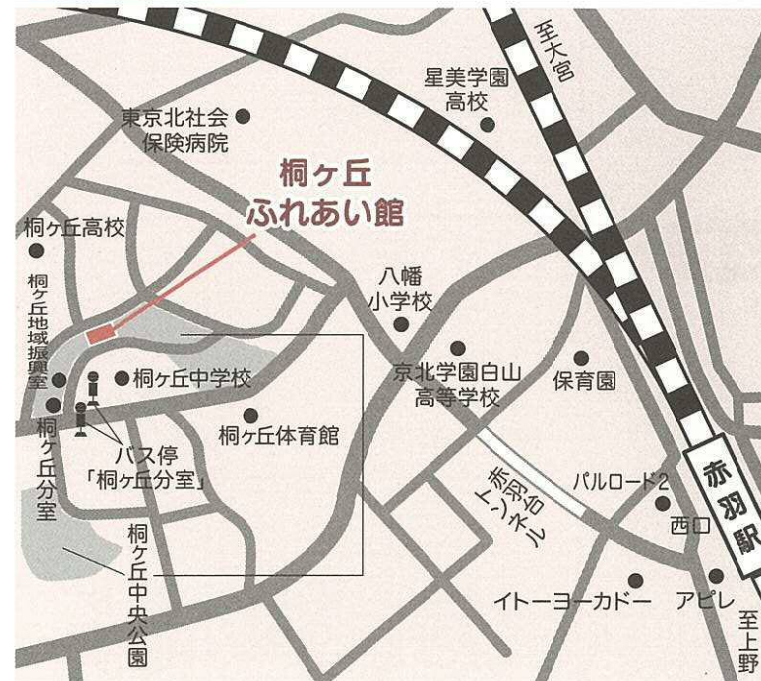 至大宮
星美学園
高校
東京北社会
保険病院
桐ヶ丘
ふれあい館
桐ヶ丘高校
八幡
小学校
桐ヶ丘地域振興室
京北学園白山
高等学校
保育園
桐ヶ丘中学校
桐ヶ丘体育館
バス停
「桐ヶ丘分室」
桐ヶ丘分室
赤羽台
トンネル
パルロード2
西口
赤羽駅
桐ヶ丘中央公園
イトーヨーカドー
アピレ
至上野